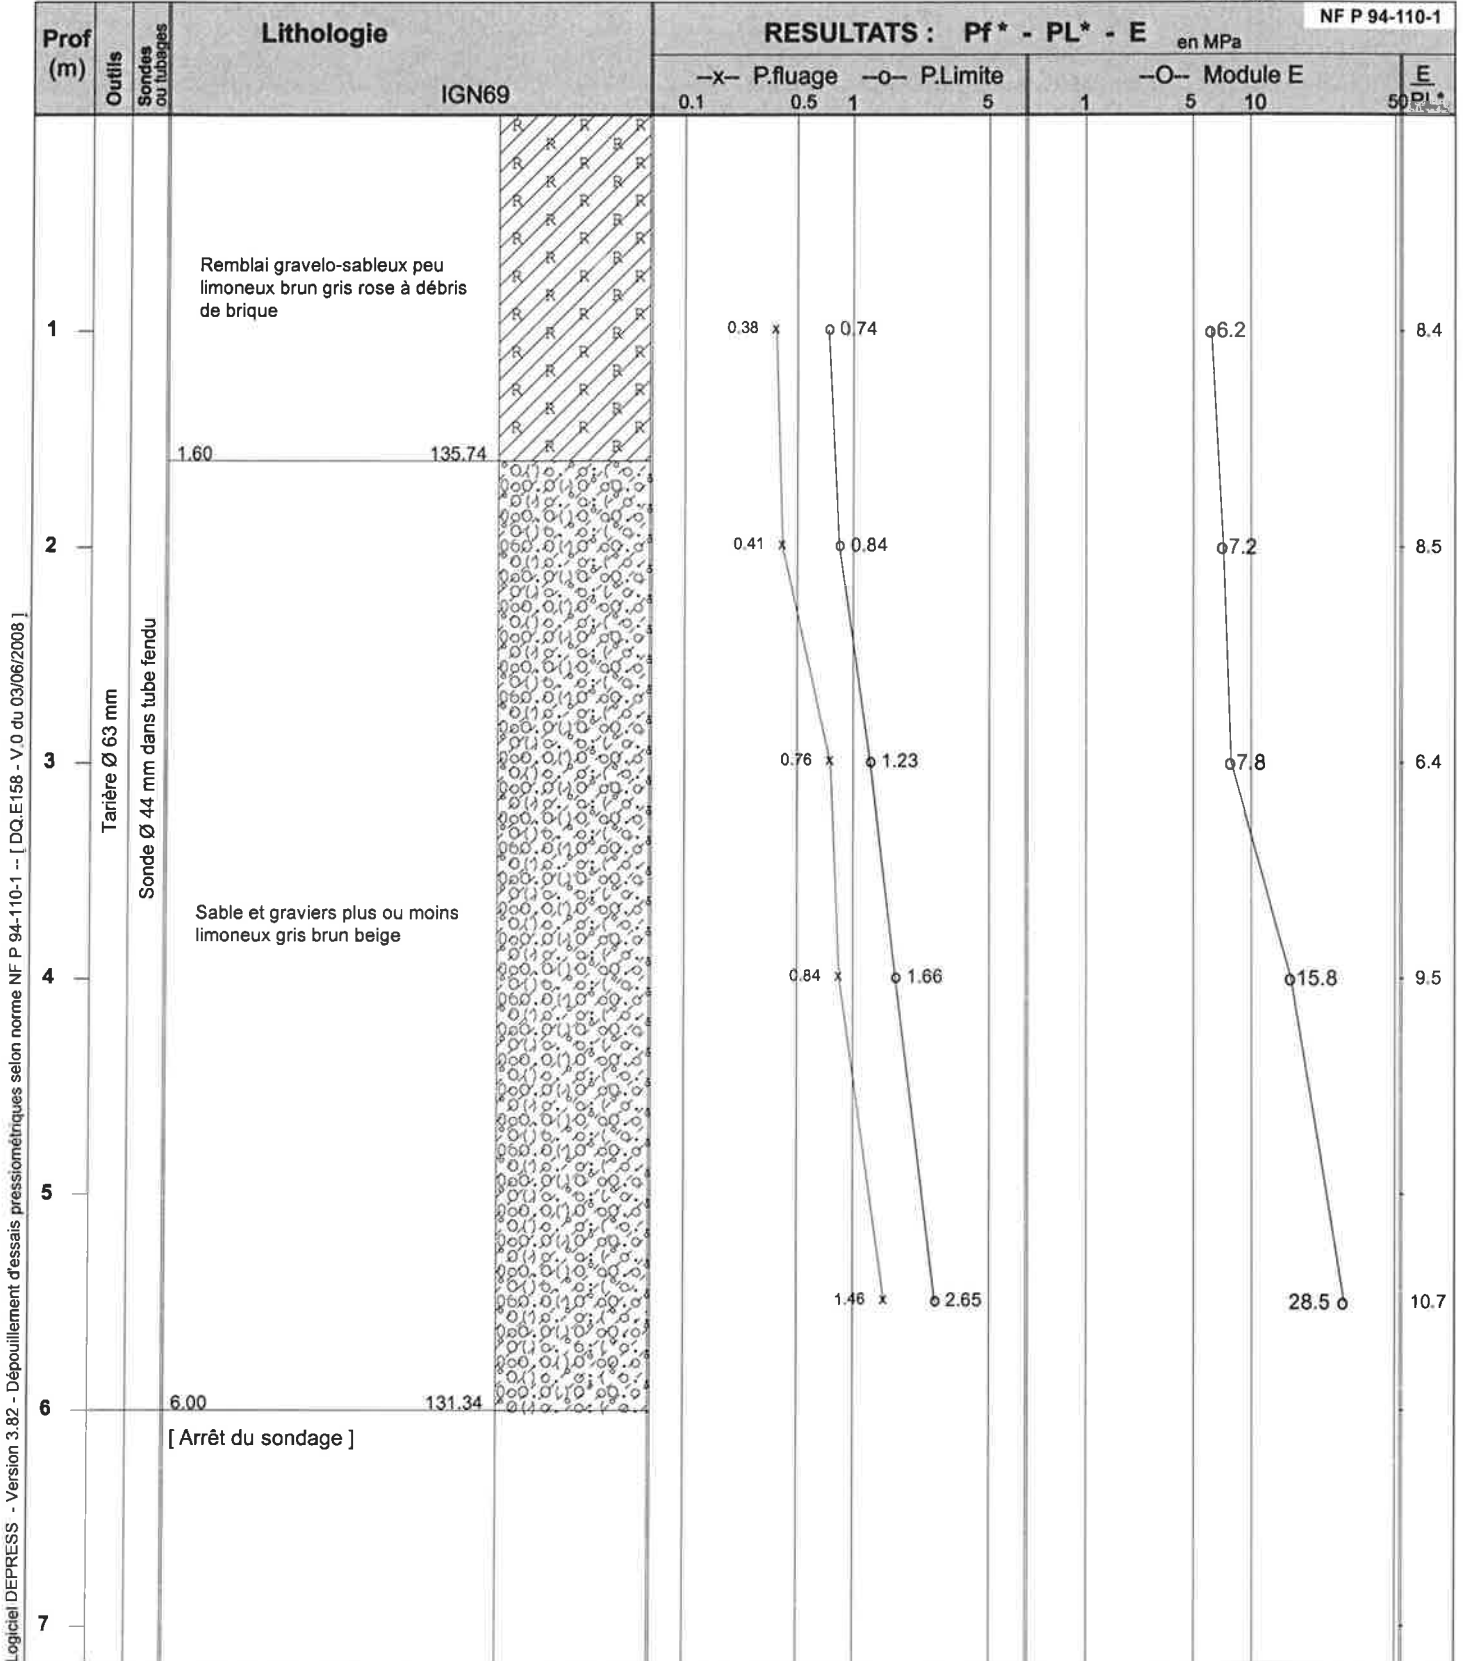 NF P 94-110-1
Prof
(m)
Outils
Sondes
ou tubages
Lithologie
IGN69
RESULTATS : Pf* - PL* - E en MPa
--x-- P.fluage --o-- P.Limite
0.1 0.5 1 5
--O-- Module E
1 5 10 50
E
PL*
Remblai gravelo-sableux peu
limoneux brun gris rose à débris
de brique
1 0.38 0.74 6.2 8.4
1.60 135.74
2 0.41 0.84 7.2 8.5
3 0.76 1.23 7.8 6.4
Tarière Ø 63 mm
Sonde Ø 44 mm dans tube fendu
Sable et graviers plus ou moins
limoneux gris brun beige
4 0.84 1.66 15.8 9.5
5
1.46 2.65 28.5 10.7
6 6.00 131.34
[ Arrêt du sondage ]
7
Logiciel DEPRESS - Version 3.82 - Dépouillement d'essais pressiométriques selon norme NF P 94-110-1 -- [ DQ.E158 - V.0 du 03/06/2008 ]